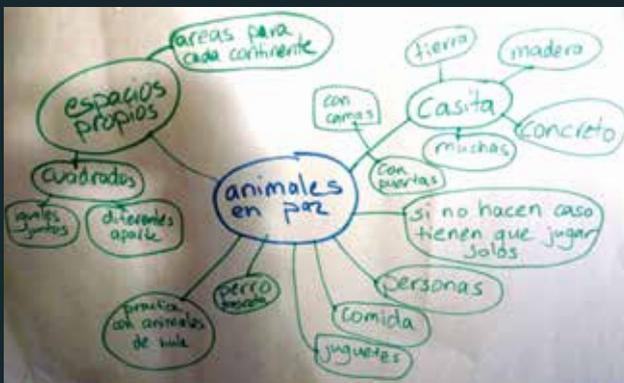 areas para
cada continente
espacios
propios
cuadrados
iguales
juntos
diferentes
aparte
animales
en paz
con
camas
con
puertas
tierra
madera
casita
concreto
muchas
si no hacen caso
tienen que jugar
solos
personas
comida
juguetes
perro
practica
con animales
de hule